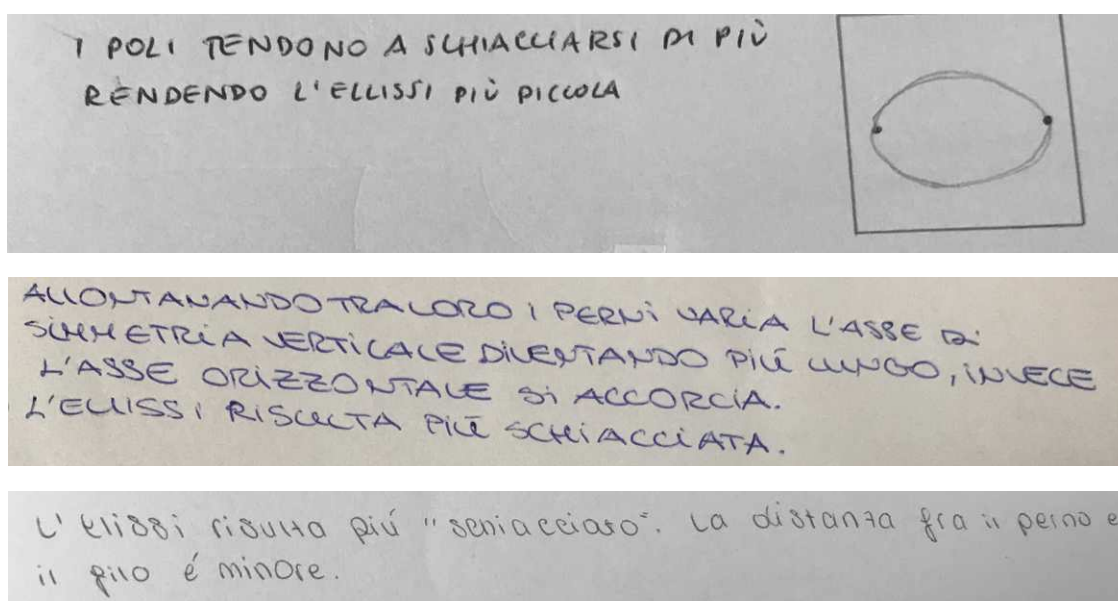 I POLI TENDONO A SCHIACCIARSI DI PIÙ
RENDENDO L'ELLISSI PIÙ PICCOLA
ALLONTANANDO TRA LORO I PERNI VARIA L'ASSE DI
SIMMETRIA VERTICALE DIVENTANDO PIÙ LUNGO, INVECE
L'ASSE ORIZZONTALE SI ACCORCIA.
L'ELLISSI RISULTA PIÙ SCHIACCIATA.
L'elissi risulta piú "schiacciato". La distanza fra il perno e
il filo é minore.